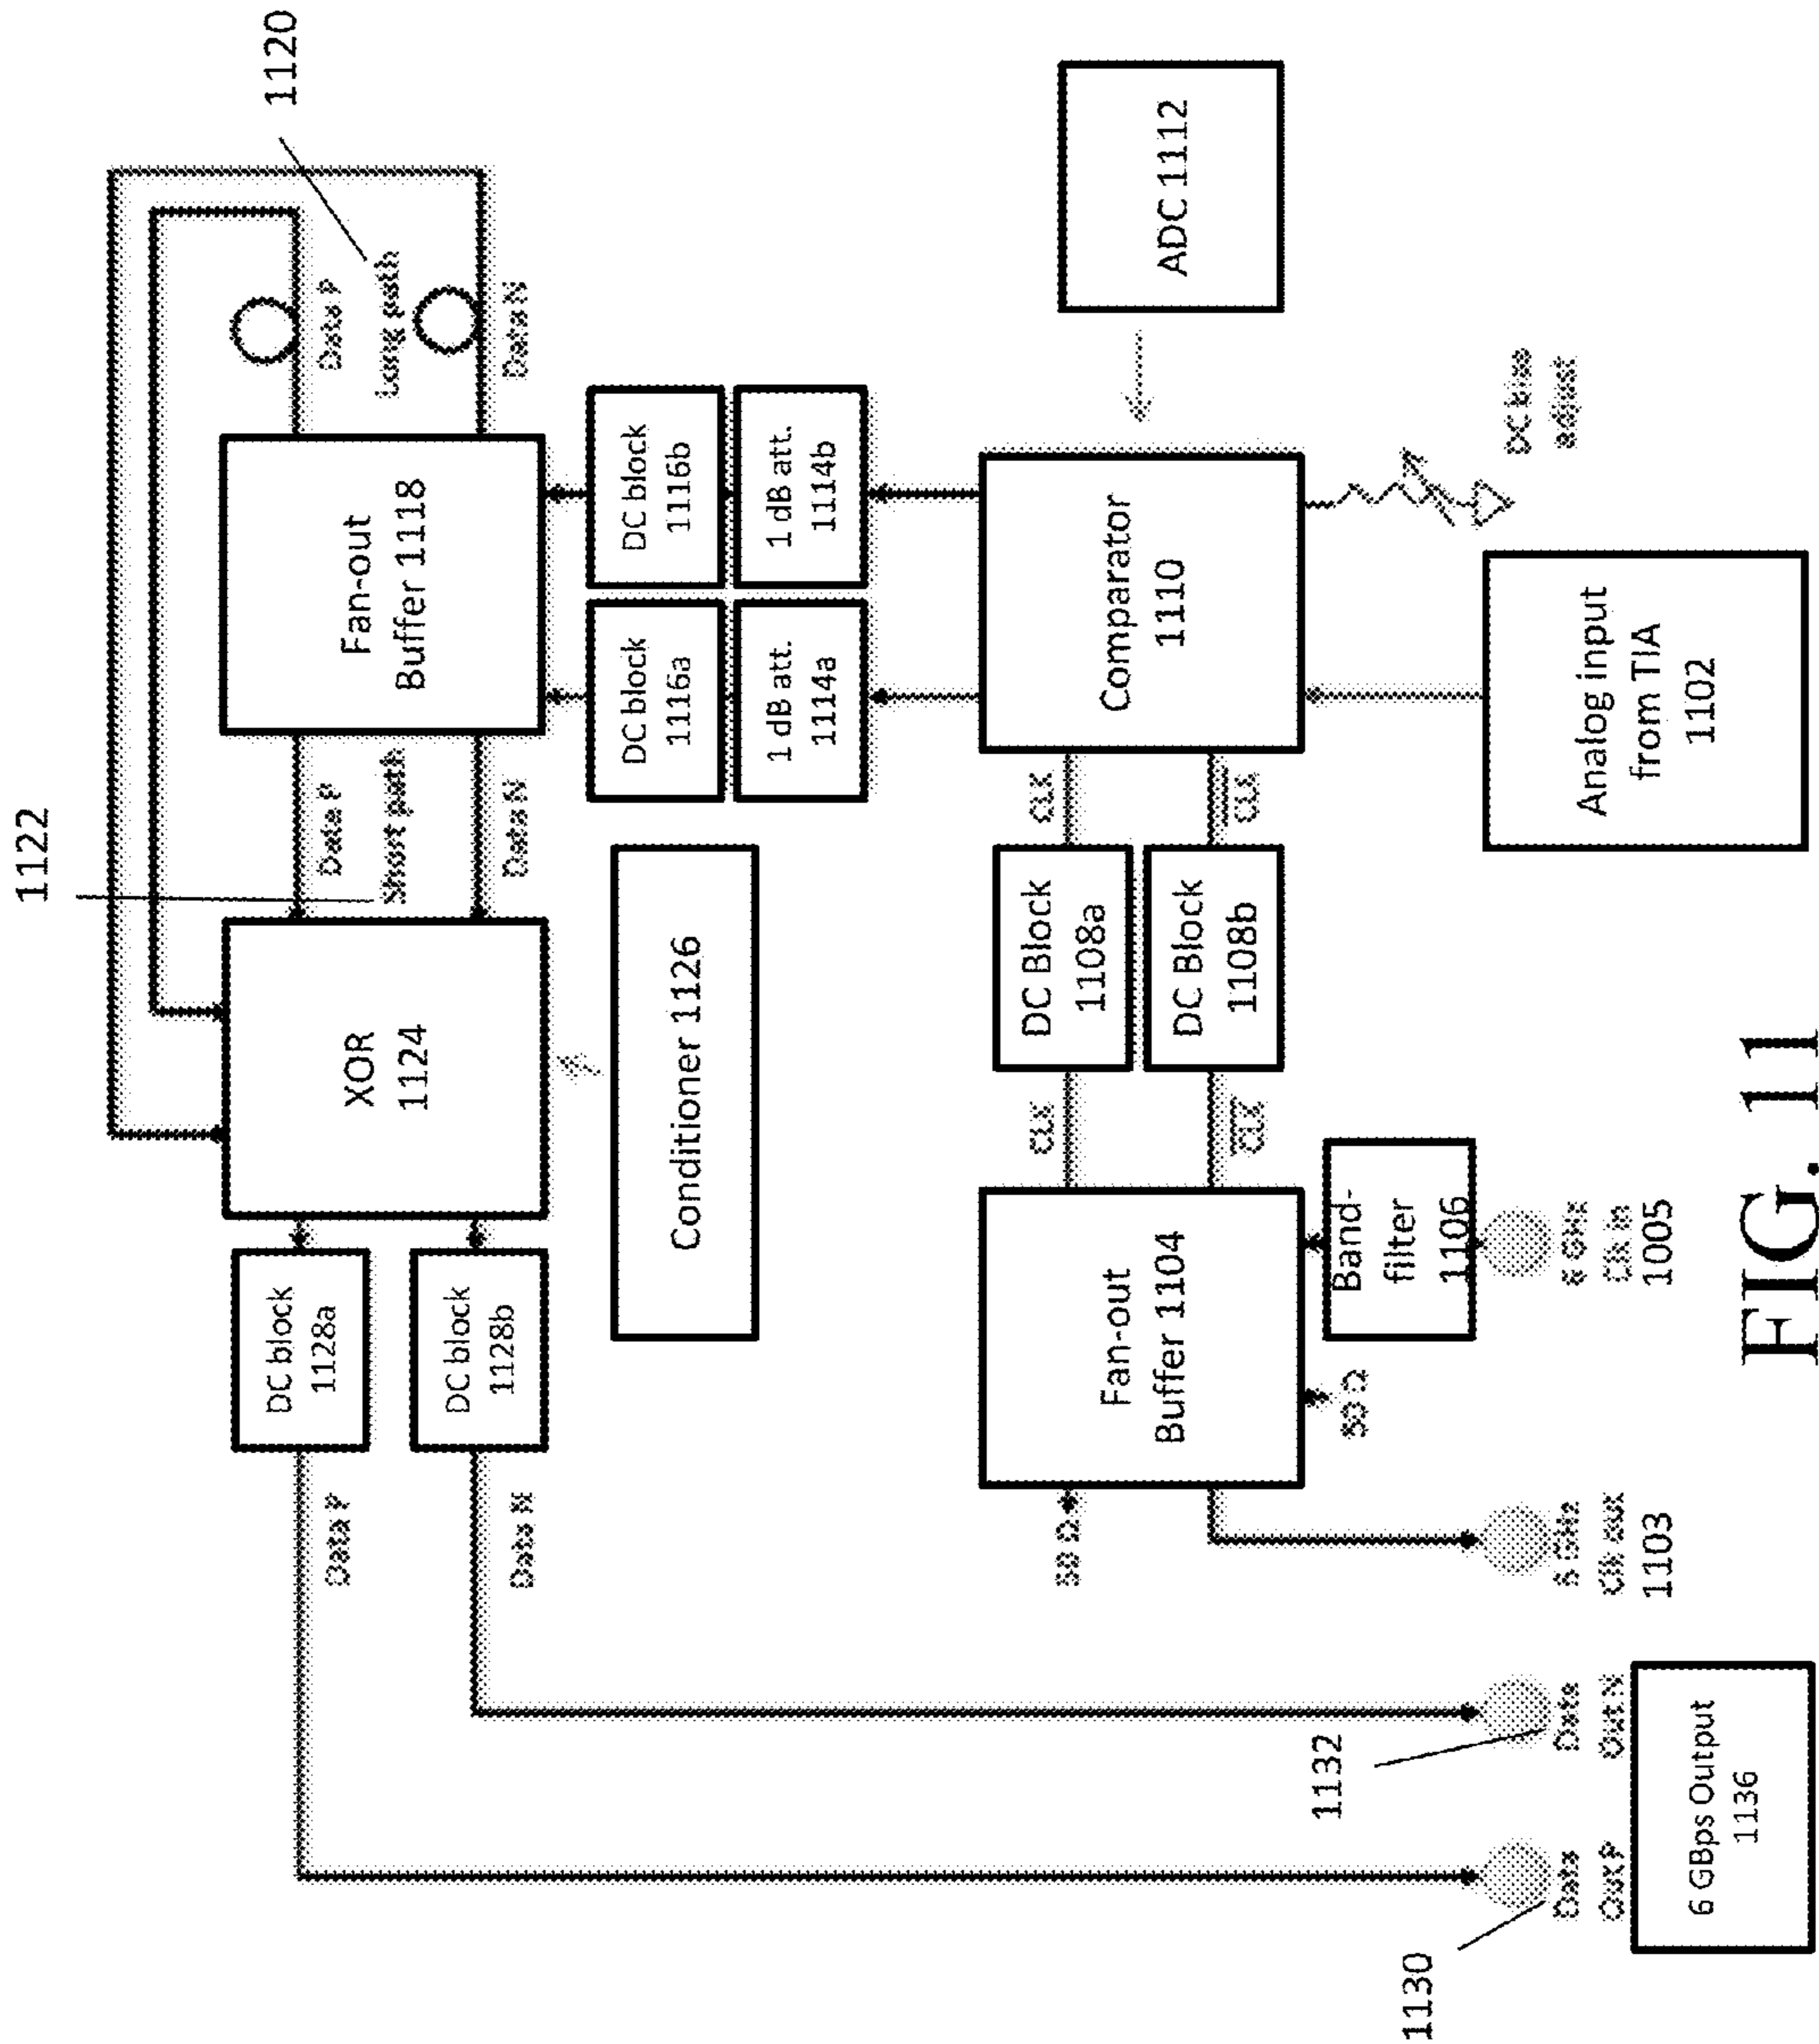 1120
1122
Data P
Long path
Data N
Fan-out
Buffer 1118
Data P
Short path
Data N
XOR
1124
DC block
1128a
DC block
1128b
Data P
Data N
DC block
1116a
DC block
1116b
1 dB att.
1114a
1 dB att.
1114b
Conditioner 1126
ADC 1112
Comparator
1110
DC bias
adjust
CLK
CLK
DC Block
1108a
DC Block
1108b
CLK
CLK
Fan-out
Buffer 1104
50 Ω
50 Ω
Band-
filter
1106
Clk in
1005
Clk out
1103
Analog input
from TIA
1102
1132
Data
Out N
1130
Data
Out P
6 GBps Output
1136
FIG. 11